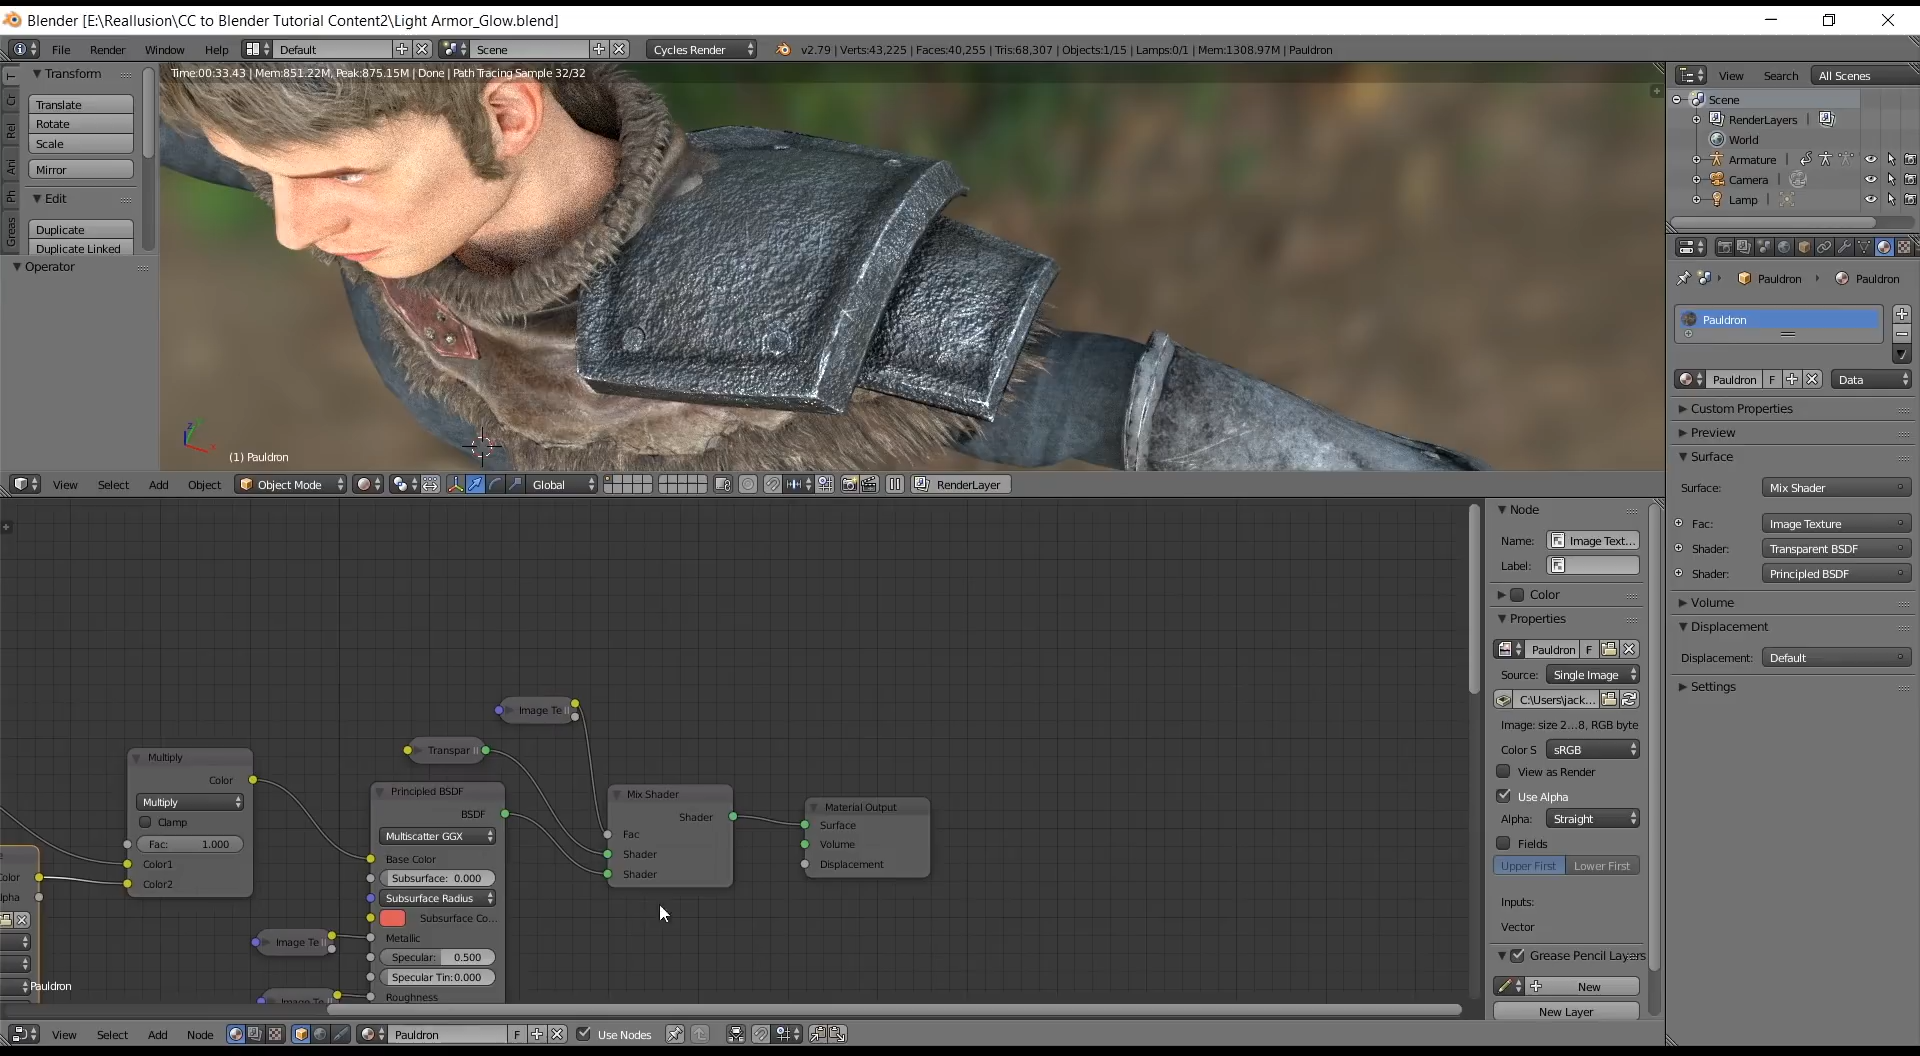 Blender [E:\Reallusion\CC to Blender Tutorial Content2\Light Armor_Glow.blend]
File Render Window Help Default Scene Cycles Render v2.79 | Verts:43,225 | Faces:40,255 | Tris:68,307 | Objects:1/15 | Lamps:0/1 | Mem:1308.97M | Pauldron
Time:00:33.43 | Mem:851.22M, Peak:875.15M | Done | Path Tracing Sample 32/32
T
Cr
Rel
Ani
Ph
Greas
Transform
Translate
Rotate
Scale
Mirror
Edit
Duplicate
Duplicate Linked
Operator
(1) Pauldron
View Select Add Object Object Mode Global RenderLayer
View Search All Scenes
Scene
RenderLayers |
World
Armature |
Camera |
Lamp |
Pauldron Pauldron
Pauldron
Pauldron F Data
Custom Properties
Preview
Surface
Surface: Mix Shader
Fac: Image Texture
Shader: Transparent BSDF
Shader: Principled BSDF
Volume
Displacement
Displacement: Default
Settings
Image Te
Transpar
Multiply
Color
Multiply
Clamp
Fac: 1.000
Color1
Color2
olor
lpha
Principled BSDF
BSDF
Multiscatter GGX
Base Color
Subsurface: 0.000
Subsurface Radius
Subsurface Co...
Metallic
Specular: 0.500
Specular Tin:0.000
Roughness
Image Te
Image Te
Mix Shader
Shader
Fac
Shader
Shader
Material Output
Surface
Volume
Displacement
Pauldron
Node
Name: Image Text...
Label:
Color
Properties
Pauldron F
Source: Single Image
C:\Users\jack...
Image: size 2...8, RGB byte
Color S sRGB
View as Render
Use Alpha
Alpha: Straight
Fields
Upper First Lower First
Inputs:
Vector
Grease Pencil Layers
New
New Layer
View Select Add Node Pauldron F Use Nodes